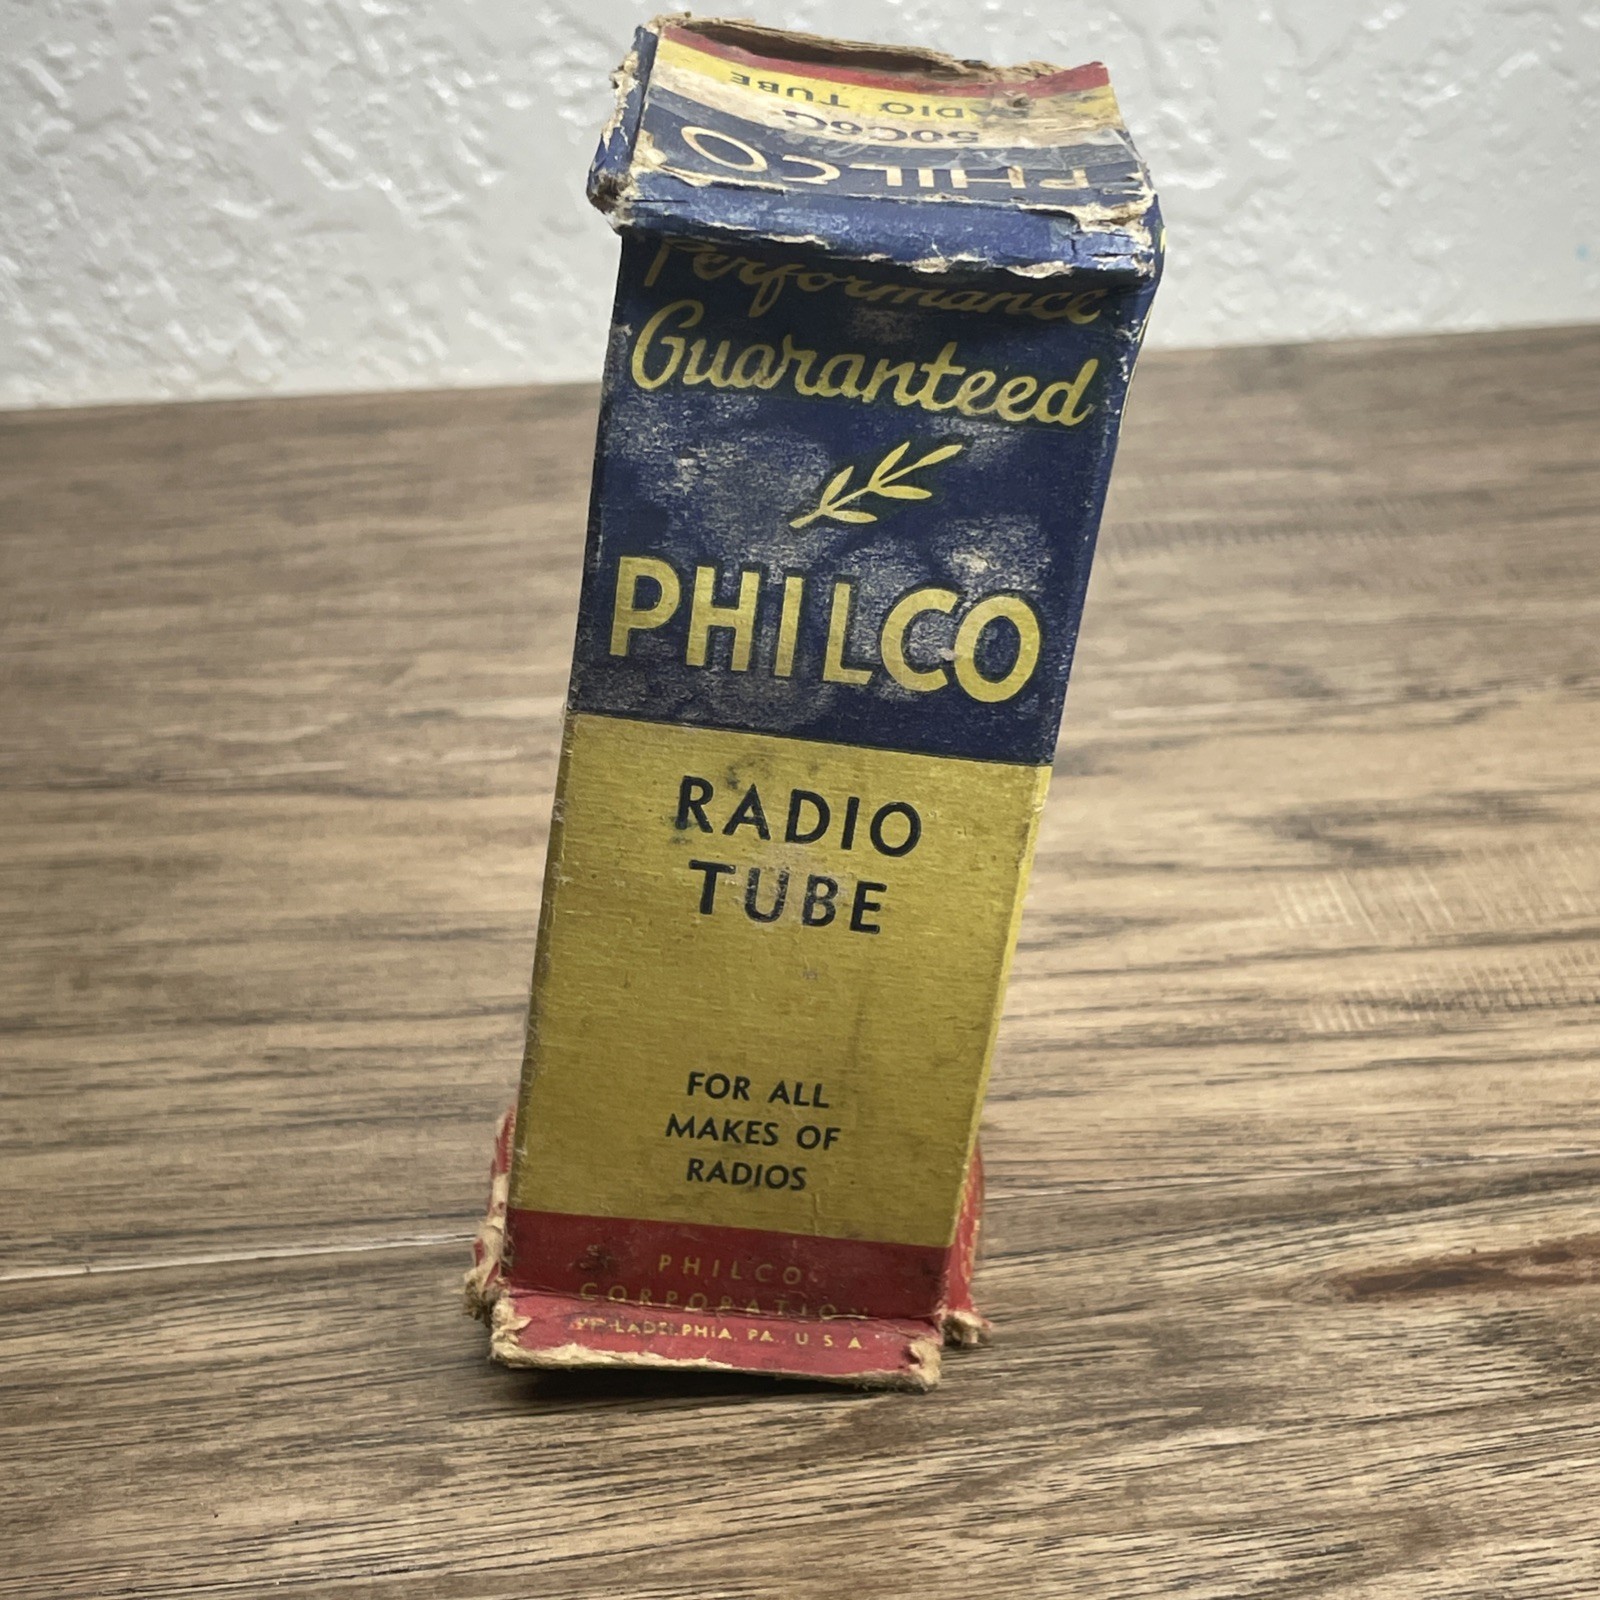 RADIO TUBE
50C6G
PHILCO
Performance
Guaranteed
PHILCO
RADIO
TUBE
FOR ALL
MAKES OF
RADIOS
PHILCO
CORPORATION
PHILADELPHIA, PA., U. S. A.